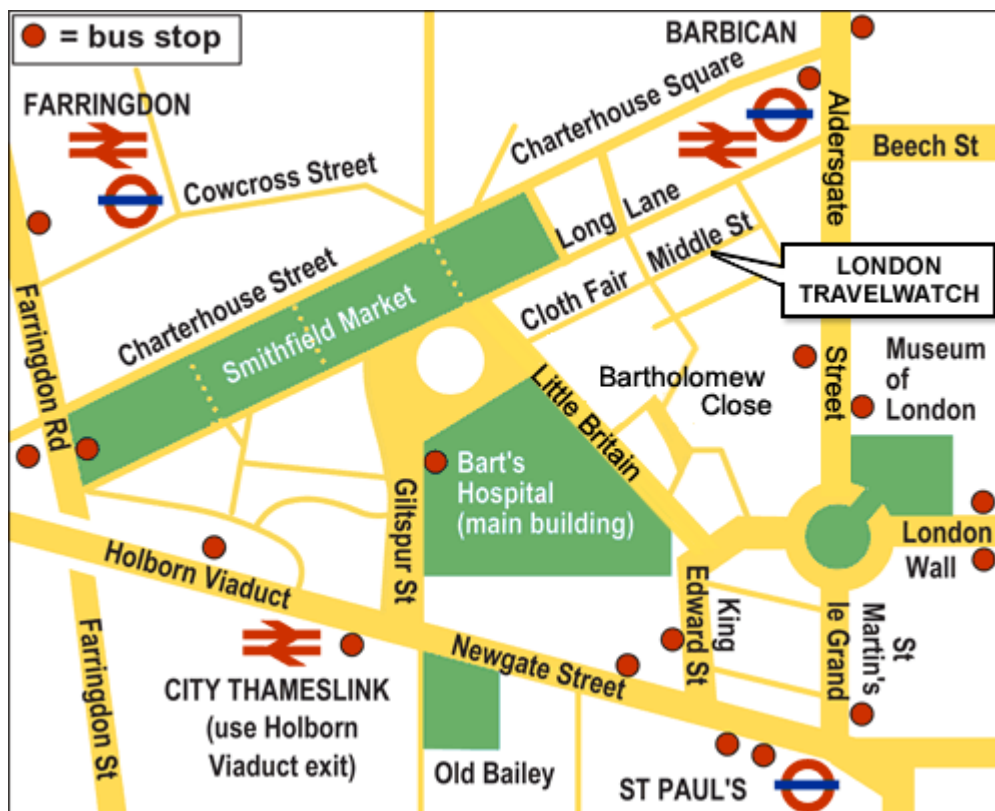 = bus stop
BARBICAN
FARRINGDON
Charterhouse Square
Aldersgate
Street
Beech St
Cowcross Street
Long Lane
Middle St
Cloth Fair
LONDON
TRAVELWATCH
Charterhouse Street
Smithfield Market
Farringdon Rd
Museum
of
London
Bartholomew
Close
Little Britain
Bart's
Hospital
(main building)
Giltspur St
London
Wall
Holborn Viaduct
King
Edward St
St
Martin's
le Grand
Newgate Street
Farringdon St
CITY THAMESLINK
(use Holborn
Viaduct exit)
Old Bailey
ST PAUL'S